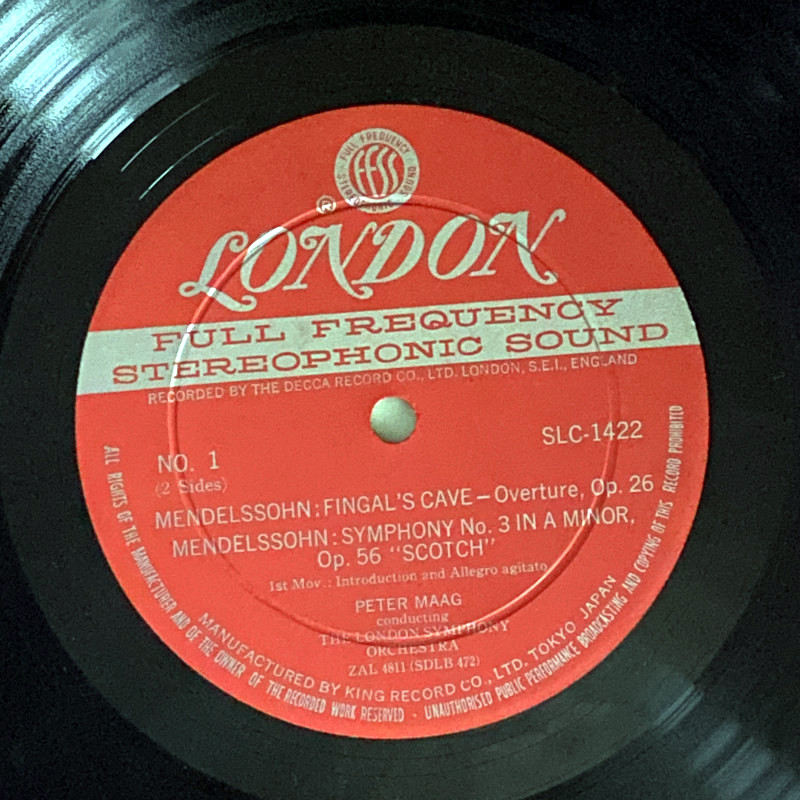 FULL FREQUENCY
FFSS
STEREOPHONIC SOUND
®
LONDON
FULL FREQUENCY
STEREOPHONIC SOUND
RECORDED BY THE DECCA RECORD CO., LTD. LONDON, S.E.I., ENGLAND
SLC-1422
NO. 1
(2 Sides)
MENDELSSOHN: FINGAL'S CAVE – Overture, Op. 26
MENDELSSOHN: SYMPHONY No. 3 IN A MINOR,
Op. 56 "SCOTCH"
1st Mov.: Introduction and Allegro agitato
PETER MAAG
conducting
THE LONDON SYMPHONY
ORCHESTRA
ZAL 4811 (SDLB 472)
MANUFACTURED BY KING RECORD CO., LTD. TOKYO JAPAN
ALL RIGHTS OF THE MANUFACTURER AND OF THE OWNER OF THE RECORDED WORK RESERVED - UNAUTHORISED PUBLIC PERFORMANCE BROADCASTING AND COPYING OF THIS RECORD PROHIBITED